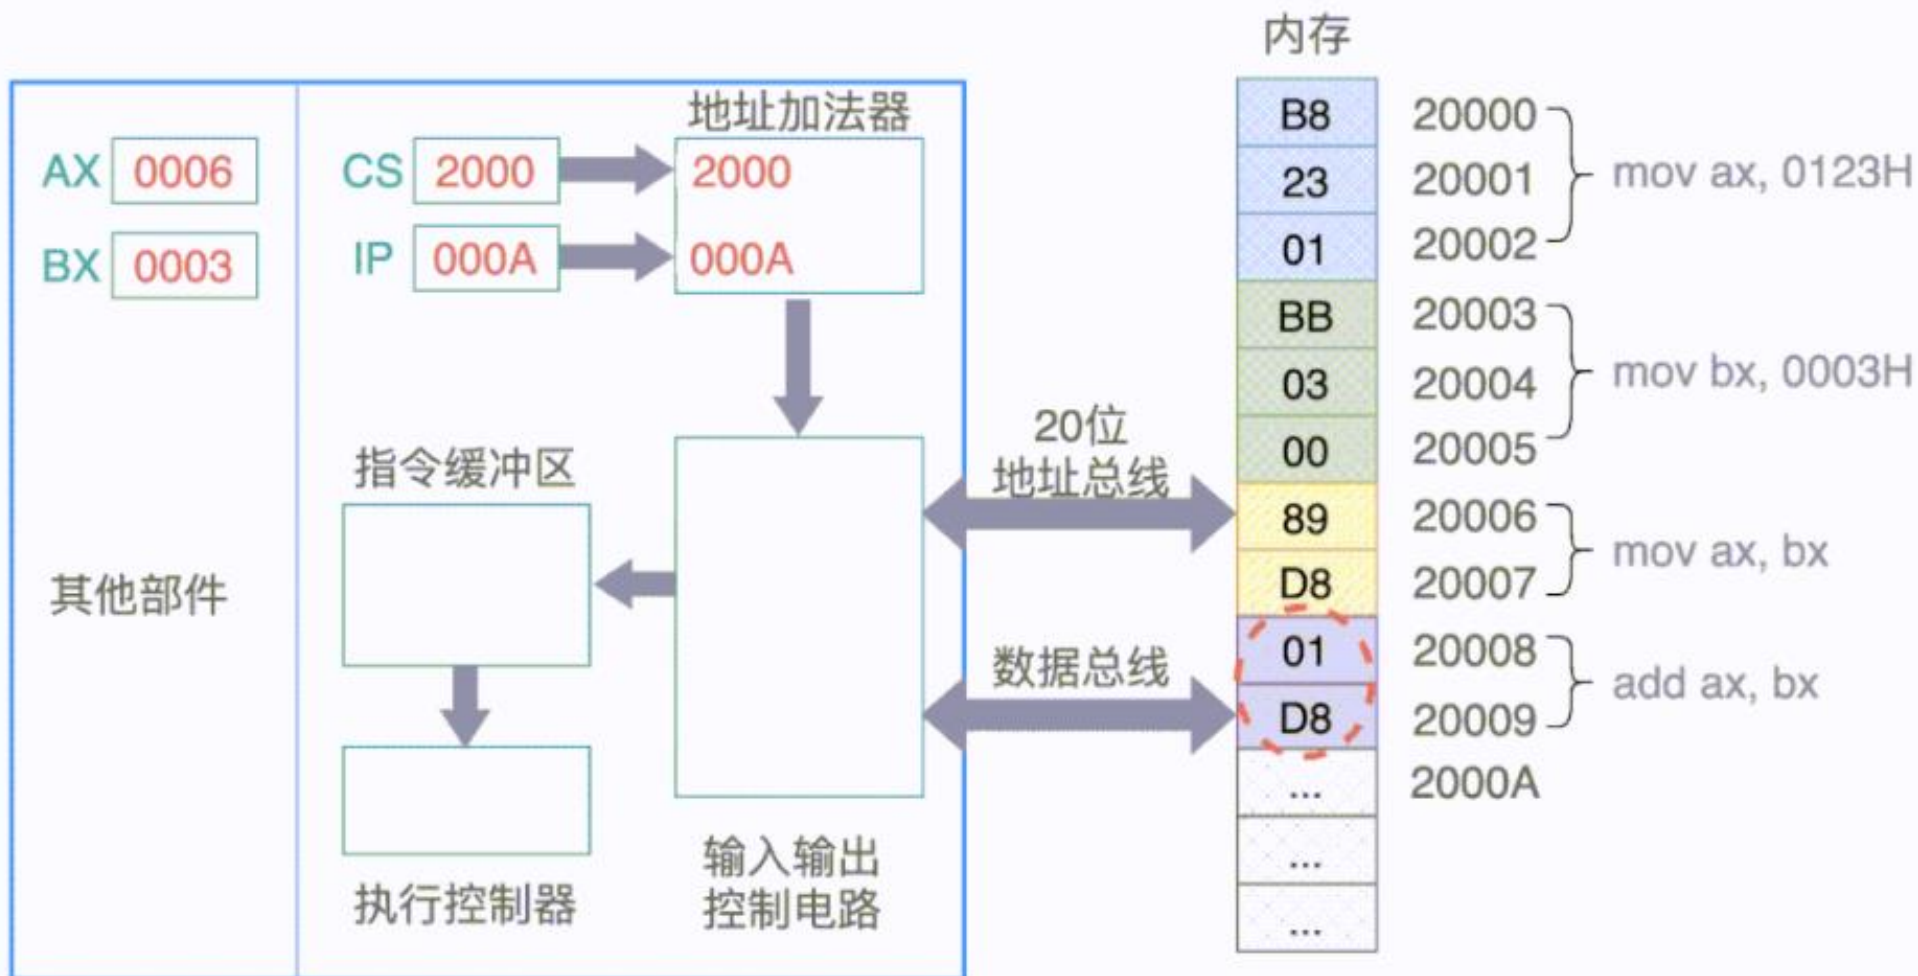 内存
地址加法器
AX 0006
CS 2000
2000
BX 0003
IP 000A
000A
指令缓冲区
其他部件
执行控制器
输入输出
控制电路
20位
地址总线
数据总线
B8 20000
23 20001 mov ax, 0123H
01 20002
BB 20003
03 20004 mov bx, 0003H
00 20005
89 20006
mov ax, bx
D8 20007
01 20008
add ax, bx
D8 20009
... 2000A
...
...